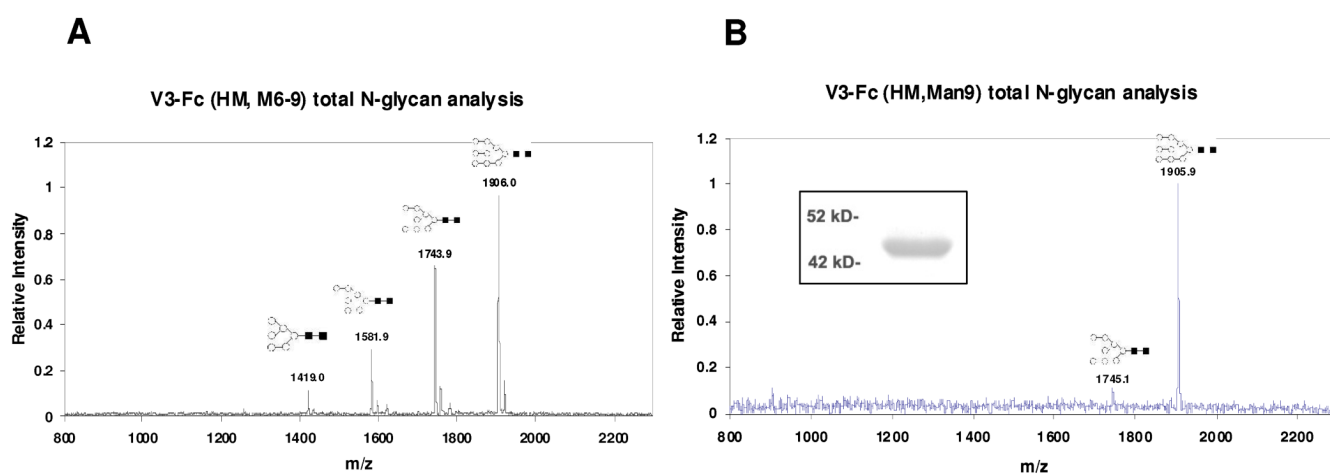 A
V3-Fc (HM, M6-9) total N-glycan analysis
1.2
1
0.8
0.6
0.4
0.2
0
Relative Intensity
1419.0
1581.9
1743.9
1906.0
800 1000 1200 1400 1600 1800 2000 2200
m/z
B
V3-Fc (HM,Man9) total N-glycan analysis
1.2
1
0.8
0.6
0.4
0.2
0
Relative Intensity
52 kD-
42 kD-
1745.1
1905.9
800 1000 1200 1400 1600 1800 2000 2200
m/z